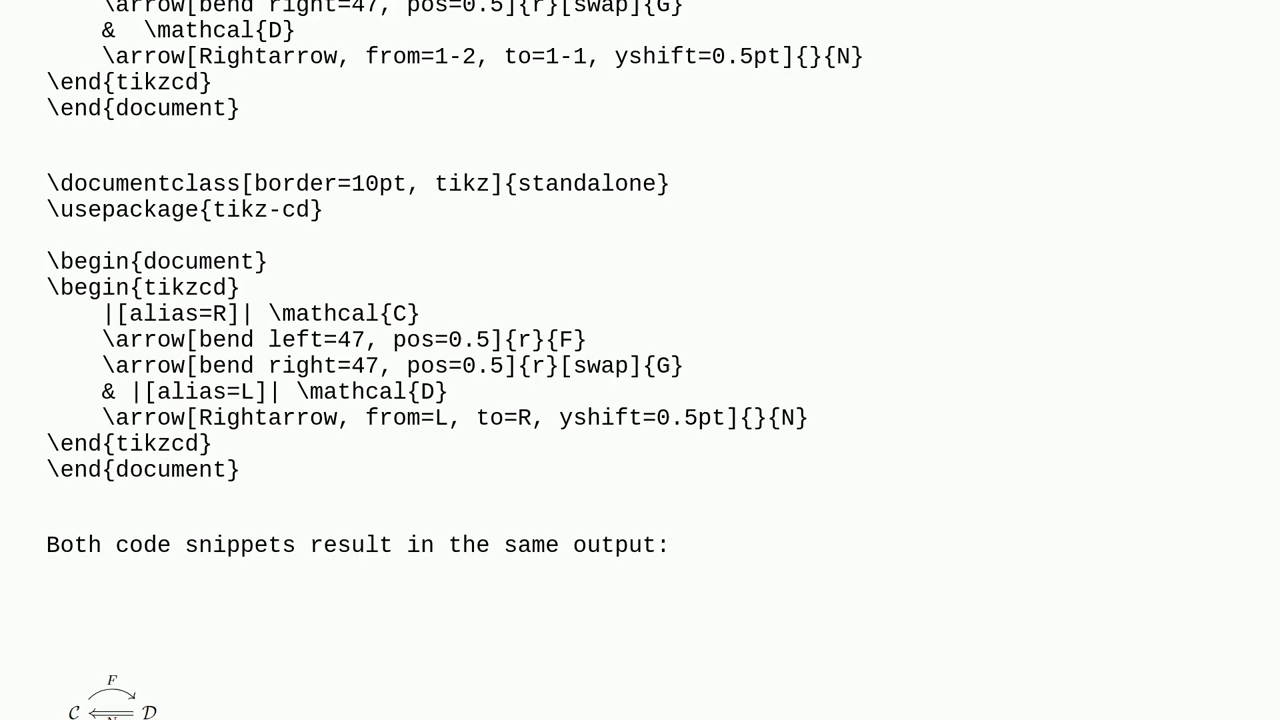 \arrow[bend right=47, pos=0.5]{r}[swap]{G}
&  \mathcal{D}
\arrow[Rightarrow, from=1-2, to=1-1, yshift=0.5pt]{}{N}
\end{tikzcd}
\end{document}
\documentclass[border=10pt, tikz]{standalone}
\usepackage{tikz-cd}
\begin{document}
\begin{tikzcd}
|[alias=R]| \mathcal{C}
\arrow[bend left=47, pos=0.5]{r}{F}
\arrow[bend right=47, pos=0.5]{r}[swap]{G}
& |[alias=L]| \mathcal{D}
\arrow[Rightarrow, from=L, to=R, yshift=0.5pt]{}{N}
\end{tikzcd}
\end{document}
Both code snippets result in the same output:
F
C D